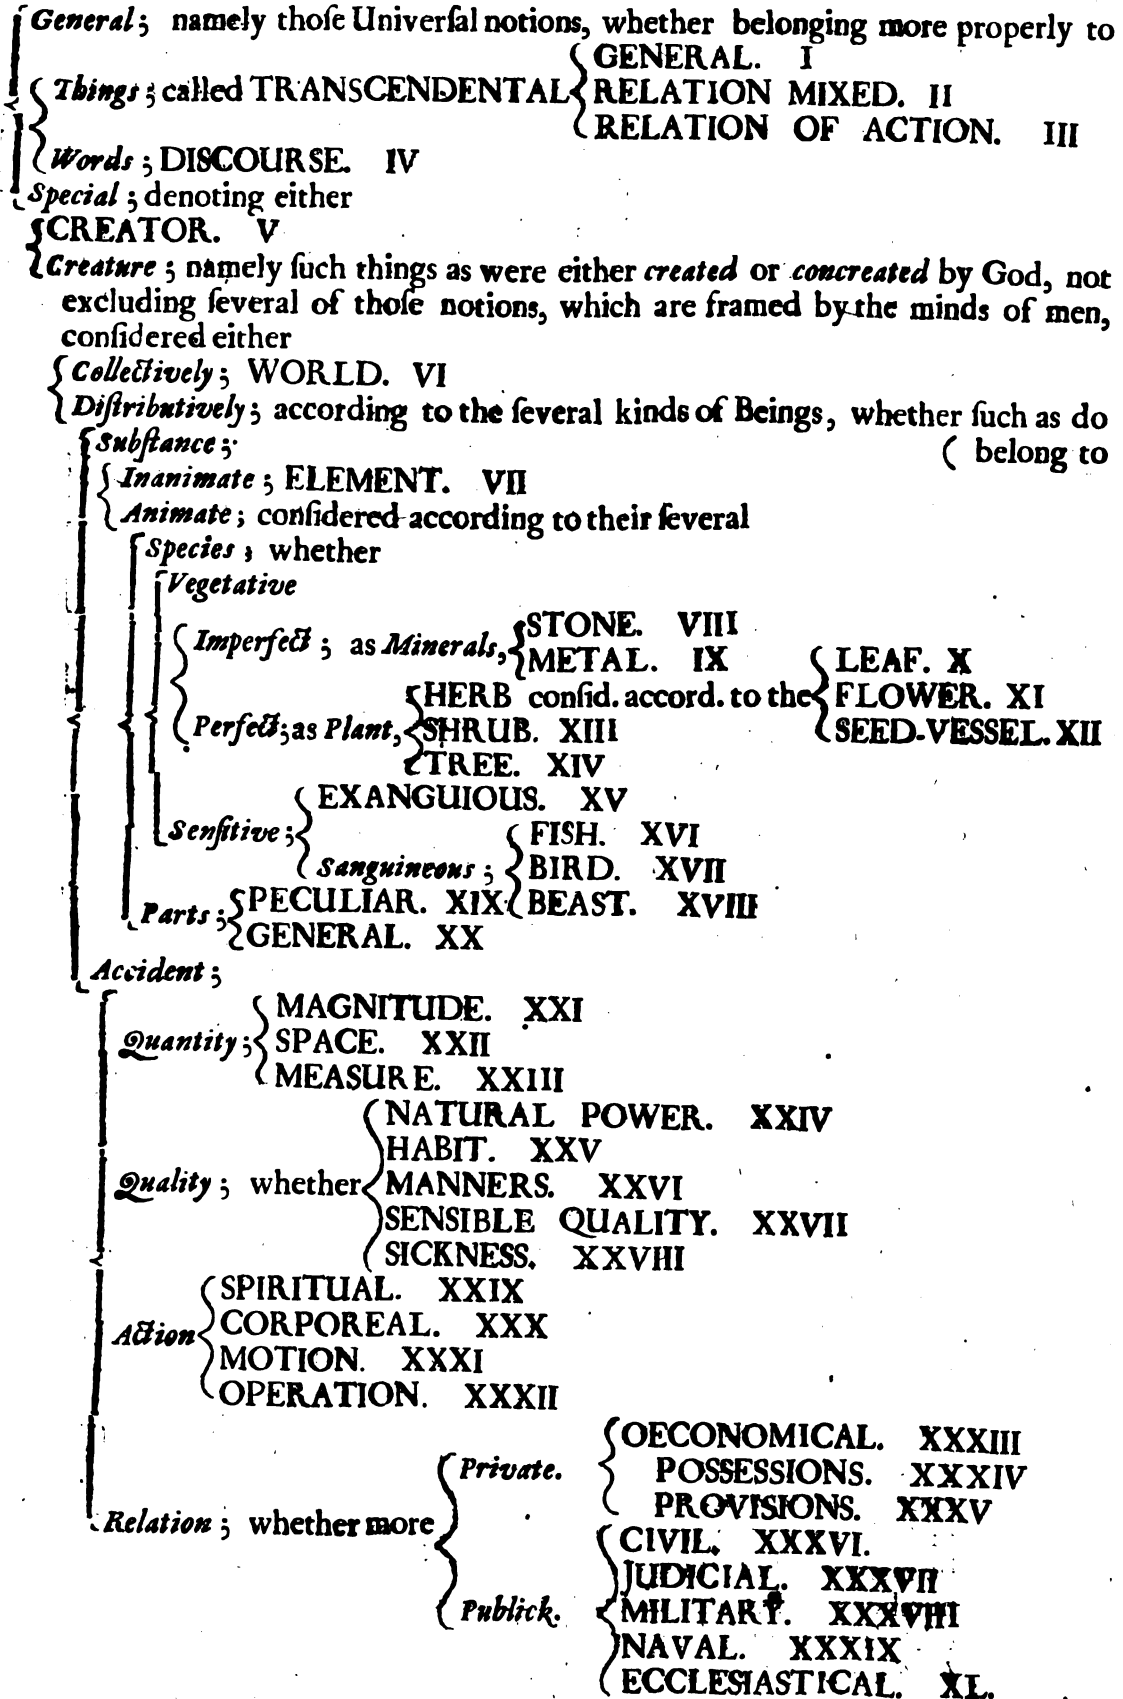 General; namely thoſe Univerſal notions, whether belonging more properly to
GENERAL. I
Things; called TRANSCENDENTAL RELATION MIXED. II
RELATION OF ACTION. III
Words; DISCOURSE. IV
Special; denoting either
CREATOR. V
Creature; namely ſuch things as were either created or concreated by God, not
excluding ſeveral of thoſe notions, which are framed by the minds of men,
conſidered either
Collectively; WORLD. VI
Diſtributively; according to the ſeveral kinds of Beings, whether ſuch as do
Subſtance; ( belong to
Inanimate; ELEMENT. VII
Animate; conſidered according to their ſeveral
Species; whether
Vegetative
STONE. VIII
Imperfect; as Minerals,
METAL. IX
LEAF. X
HERB conſid. accord. to the FLOWER. XI
Perfect; as Plant, SHRUB. XIII
SEED-VESSEL. XII
TREE. XIV
EXANGUIOUS. XV
Senſitive;
FISH. XVI
Sanguineous; BIRD. XVII
BEAST. XVIII
Parts; PECULIAR. XIX
GENERAL. XX
Accident;
MAGNITUDE. XXI
Quantity; SPACE. XXII
MEASURE. XXIII
NATURAL POWER. XXIV
HABIT. XXV
Quality; whether MANNERS. XXVI
SENSIBLE QUALITY. XXVII
SICKNESS. XXVIII
SPIRITUAL. XXIX
Action CORPOREAL. XXX
MOTION. XXXI
OPERATION. XXXII
OECONOMICAL. XXXIII
Private. POSSESSIONS. XXXIV
PROVISIONS. XXXV
Relation; whether more
CIVIL. XXXVI.
JUDICIAL. XXXVII
Publick. MILITARY. XXXVIII
NAVAL. XXXIX
ECCLESIASTICAL. XL.